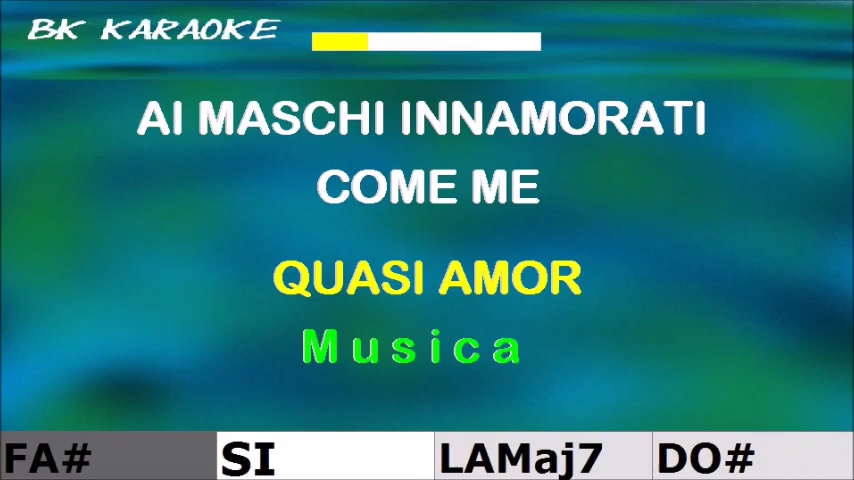 BK KARAOKE
AI MASCHI INNAMORATI
COME ME
QUASI AMOR
Musica
FA# SI LAMaj7 DO#